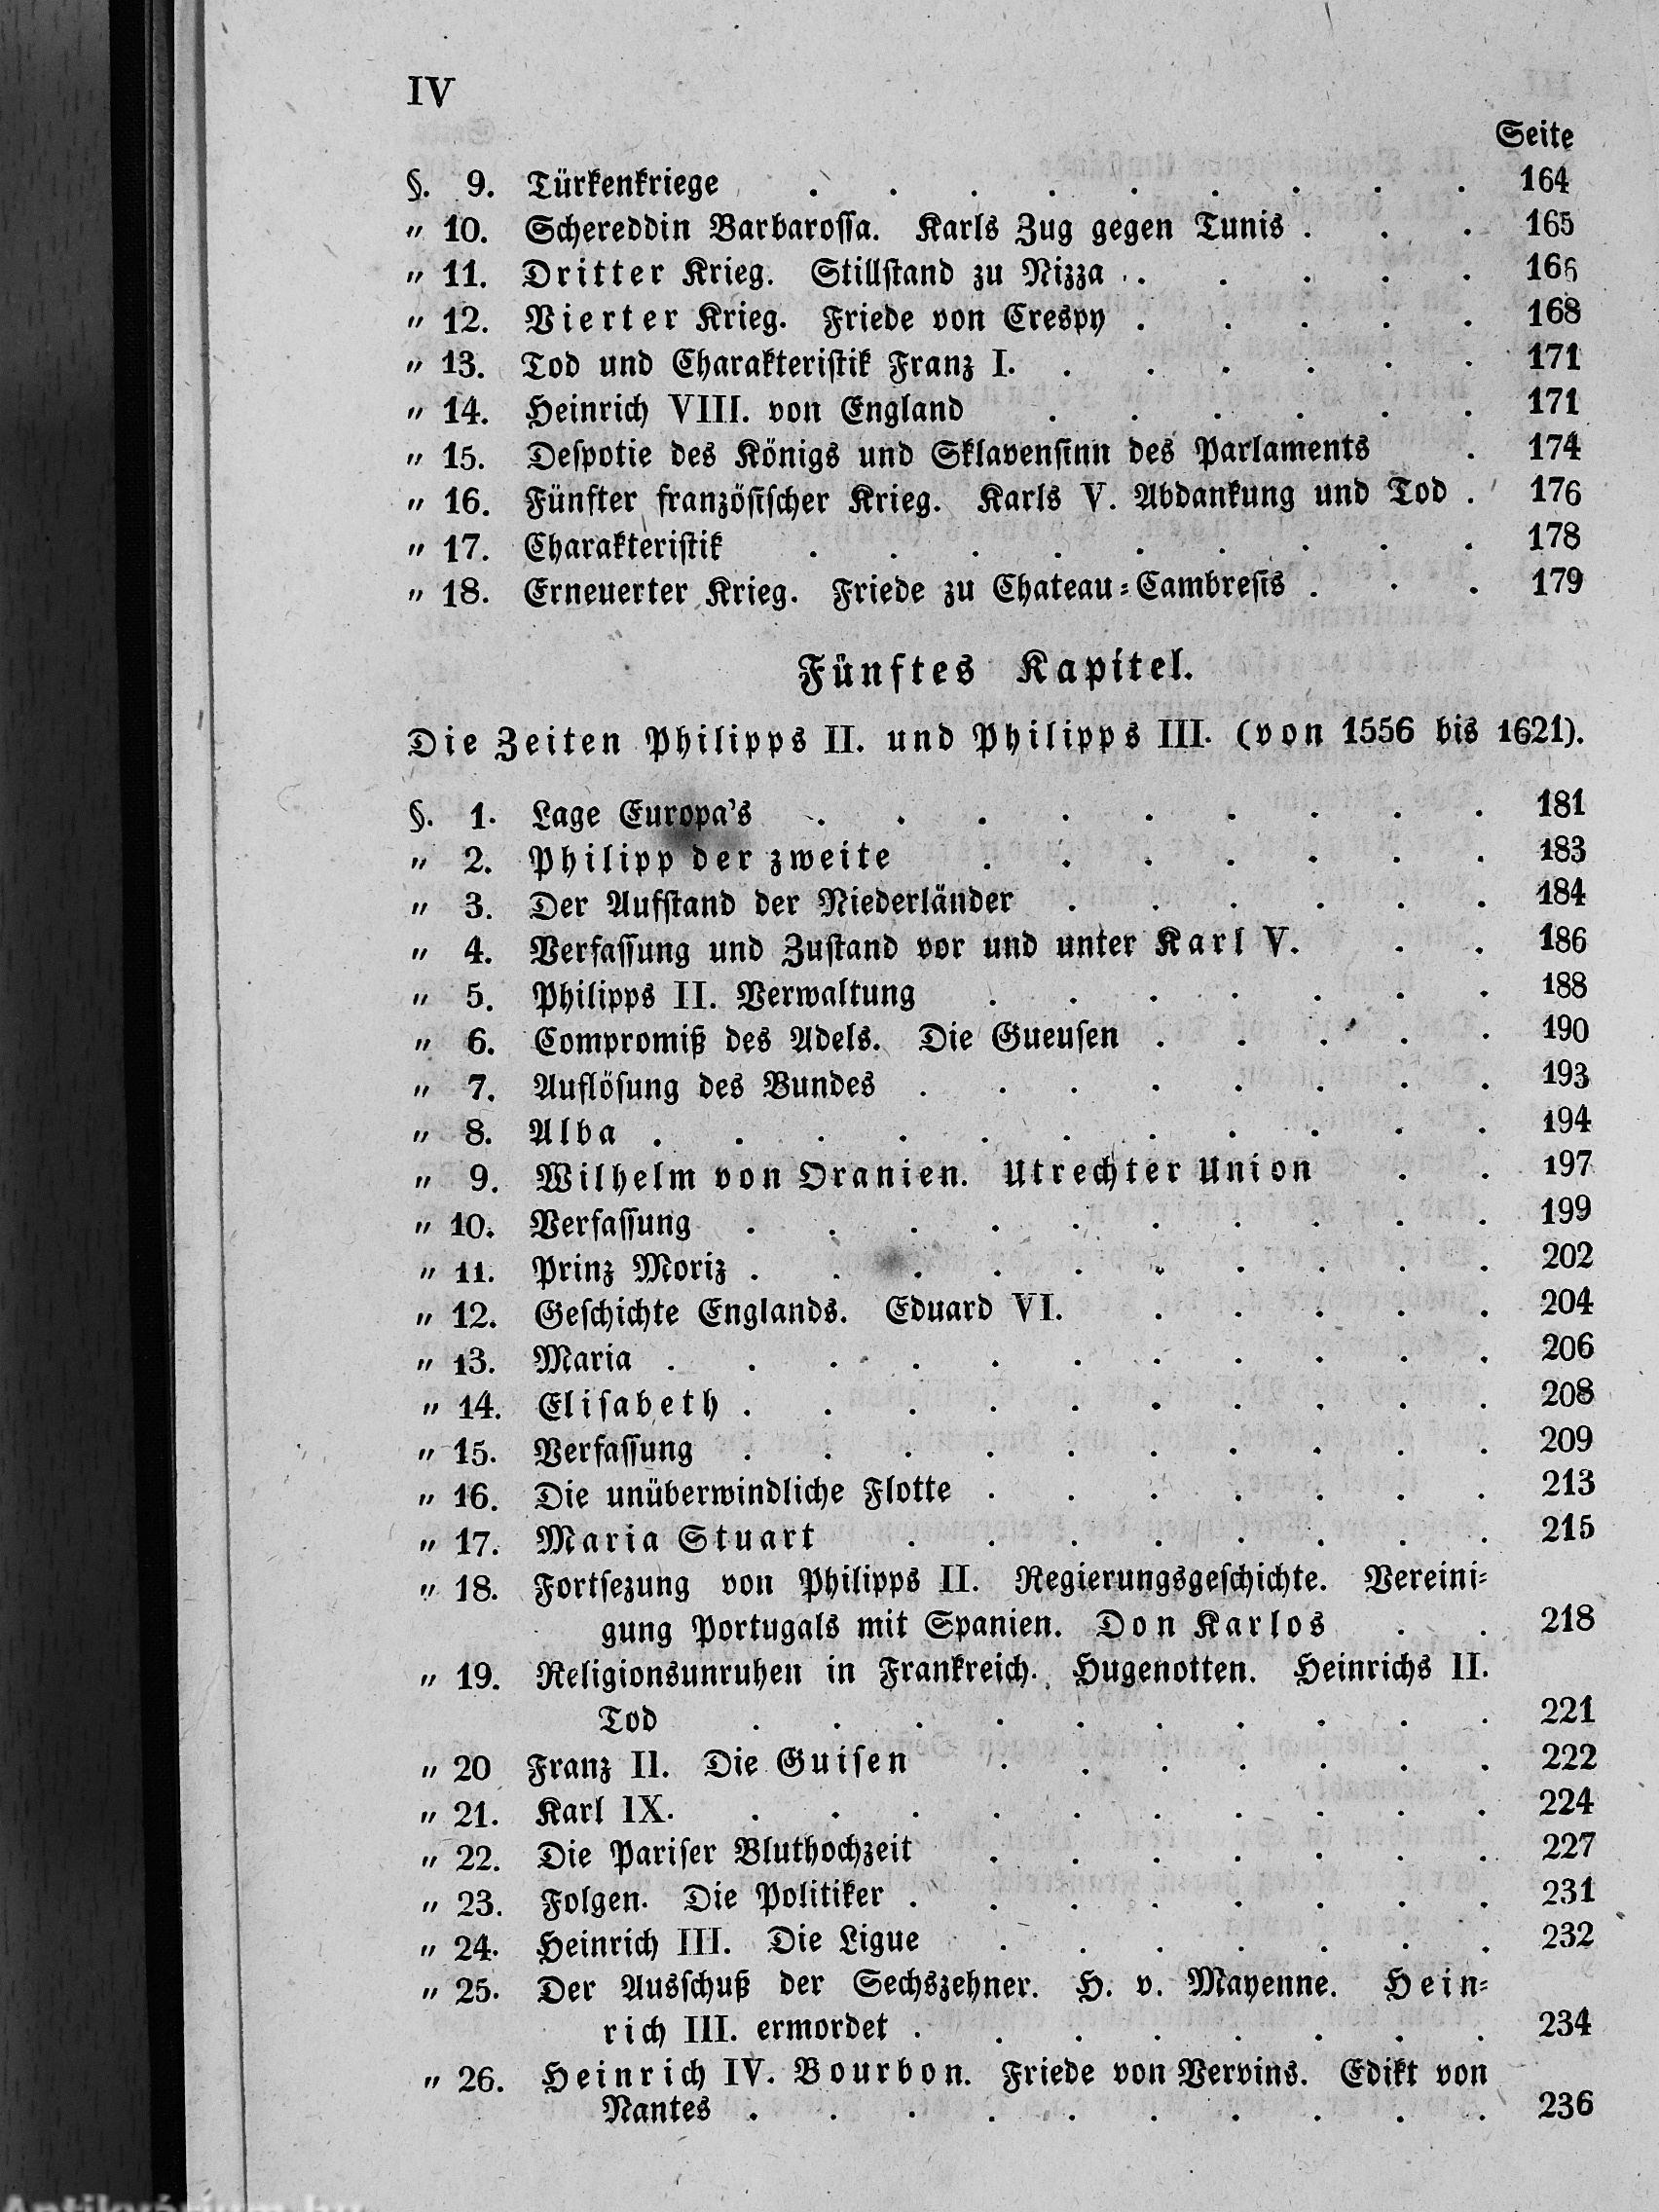 IV
Seite
§. 9. Türkenkriege . . . . . . . . . 164
„ 10. Schereddin Barbarossa. Karls Zug gegen Tunis . . . 165
„ 11. Dritter Krieg. Stillstand zu Nizza . . . . . 166
„ 12. Vierter Krieg. Friede von Crespy . . . . . 168
„ 13. Tod und Charakteristik Franz I. . . . . . . 171
„ 14. Heinrich VIII. von England . . . . . . 171
„ 15. Despotie des Königs und Sklavensinn des Parlaments . 174
„ 16. Fünfter französischer Krieg. Karls V. Abdankung und Tod . 176
„ 17. Charakteristik . . . . . . . . . 178
„ 18. Erneuerter Krieg. Friede zu Chateau-Cambresis . . . 179
Fünftes Kapitel.
Die Zeiten Philipps II. und Philipps III. (von 1556 bis 1621).
§. 1. Lage Europa's . . . . . . . . . 181
„ 2. Philipp der zweite . . . . . . . 183
„ 3. Der Aufstand der Niederländer . . . . . . 184
„ 4. Verfassung und Zustand vor und unter Karl V. . . 186
„ 5. Philipps II. Verwaltung . . . . . . . 188
„ 6. Compromiß des Adels. Die Gueusen . . . . . 190
„ 7. Auflösung des Bundes . . . . . . . . 193
„ 8. Alba . . . . . . . . . . . 194
„ 9. Wilhelm von Oranien. Utrechter Union . . 197
„ 10. Verfassung . . . . . . . . . . 199
„ 11. Prinz Moriz . . . . . . . . . . 202
„ 12. Geschichte Englands. Eduard VI. . . . . . 204
„ 13. Maria . . . . . . . . . . . 206
„ 14. Elisabeth . . . . . . . . . . 208
„ 15. Verfassung . . . . . . . . . . 209
„ 16. Die unüberwindliche Flotte . . . . . . . 213
„ 17. Maria Stuart . . . . . . . . 215
„ 18. Fortsezung von Philipps II. Regierungsgeschichte. Vereini-
gung Portugals mit Spanien. Don Karlos . . 218
„ 19. Religionsunruhen in Frankreich. Hugenotten. Heinrichs II.
Tod . . . . . . . . . . 221
„ 20 Franz II. Die Guisen . . . . . . . 222
„ 21. Karl IX. . . . . . . . . . . 224
„ 22. Die Pariser Bluthochzeit . . . . . . . 227
„ 23. Folgen. Die Politiker . . . . . . . . 231
„ 24. Heinrich III. Die Ligue . . . . . . . 232
„ 25. Der Ausschuß der Sechszehner. H. v. Mayenne. Hein-
rich III. ermordet . . . . . . . . 234
„ 26. Heinrich IV. Bourbon. Friede von Vervins. Edikt von
Nantes . . . . . . . . . . 236